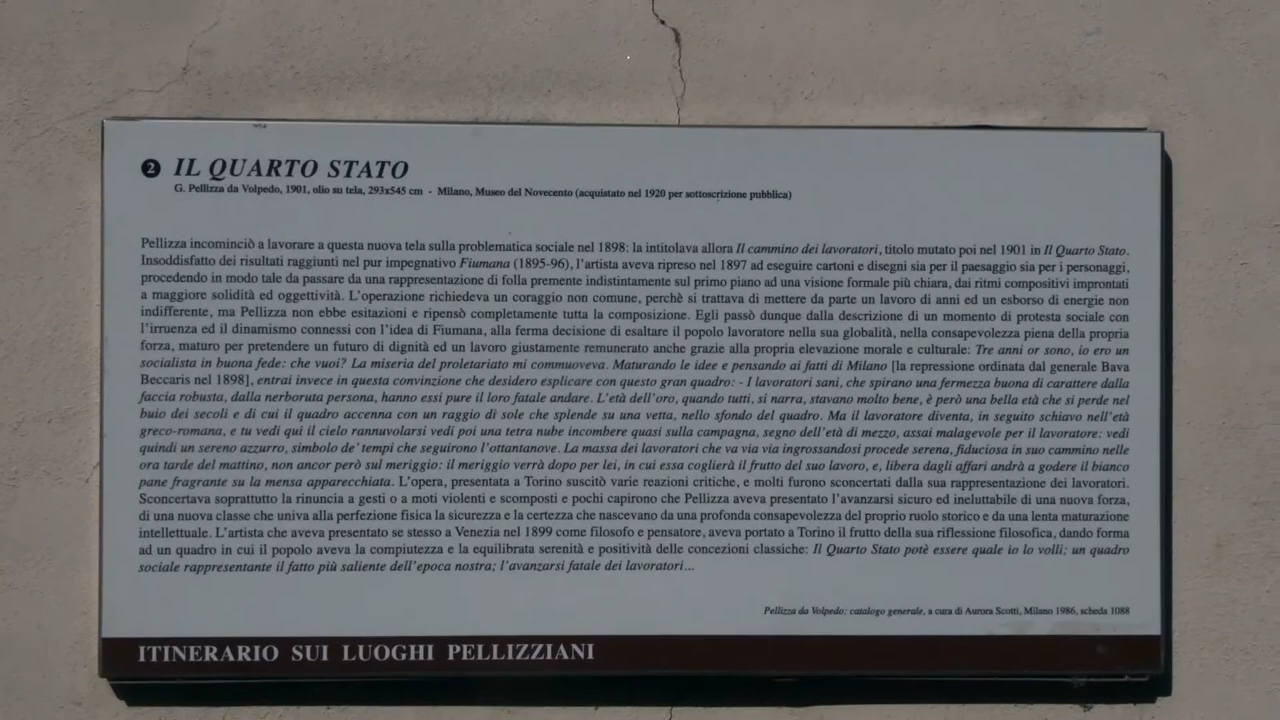 2 IL QUARTO STATO
G. Pellizza da Volpedo, 1901, olio su tela, 293x545 cm - Milano, Museo del Novecento (acquistato nel 1920 per sottoscrizione pubblica)
Pellizza incominciò a lavorare a questa nuova tela sulla problematica sociale nel 1898: la intitolava allora Il cammino dei lavoratori, titolo mutato poi nel 1901 in Il Quarto Stato.
Insoddisfatto dei risultati raggiunti nel pur impegnativo Fiumana (1895-96), l'artista aveva ripreso nel 1897 ad eseguire cartoni e disegni sia per il paesaggio sia per i personaggi,
procedendo in modo tale da passare da una rappresentazione di folla premente indistintamente sul primo piano ad una visione formale più chiara, dai ritmi compositivi improntati
a maggiore solidità ed oggettività. L'operazione richiedeva un coraggio non comune, perchè si trattava di mettere da parte un lavoro di anni ed un esborso di energie non
indifferente, ma Pellizza non ebbe esitazioni e ripensò completamente tutta la composizione. Egli passò dunque dalla descrizione di un momento di protesta sociale con
l'irruenza ed il dinamismo connessi con l'idea di Fiumana, alla ferma decisione di esaltare il popolo lavoratore nella sua globalità, nella consapevolezza piena della propria
forza, maturo per pretendere un futuro di dignità ed un lavoro giustamente remunerato anche grazie alla propria elevazione morale e culturale: Tre anni or sono, io ero un
socialista in buona fede: che vuoi? La miseria del proletariato mi commuoveva. Maturando le idee e pensando ai fatti di Milano [la repressione ordinata dal generale Bava
Beccaris nel 1898], entrai invece in questa convinzione che desidero esplicare con questo gran quadro: - I lavoratori sani, che spirano una fermezza buona di carattere dalla
faccia robusta, dalla nerboruta persona, hanno essi pure il loro fatale andare. L'età dell'oro, quando tutti, si narra, stavano molto bene, è però una bella età che si perde nel
buio dei secoli e di cui il quadro accenna con un raggio di sole che splende su una vetta, nello sfondo del quadro. Ma il lavoratore diventa, in seguito schiavo nell'età
greco-romana, e tu vedi qui il cielo rannuvolarsi vedi poi una tetra nube incombere quasi sulla campagna, segno dell'età di mezzo, assai malagevole per il lavoratore: vedi
quindi un sereno azzurro, simbolo de' tempi che seguirono l'ottantanove. La massa dei lavoratori che va via via ingrossandosi procede serena, fiduciosa in suo cammino nelle
ora tarde del mattino, non ancor però sul meriggio: il meriggio verrà dopo per lei, in cui essa coglierà il frutto del suo lavoro, e, libera dagli affari andrà a godere il bianco
pane fragrante su la mensa apparecchiata. L'opera, presentata a Torino suscitò varie reazioni critiche, e molti furono sconcertati dalla sua rappresentazione dei lavoratori.
Sconcertava soprattutto la rinuncia a gesti o a moti violenti e scomposti e pochi capirono che Pellizza aveva presentato l'avanzarsi sicuro ed ineluttabile di una nuova forza,
di una nuova classe che univa alla perfezione fisica la sicurezza e la certezza che nascevano da una profonda consapevolezza del proprio ruolo storico e da una lenta maturazione
intellettuale. L'artista che aveva presentato se stesso a Venezia nel 1899 come filosofo e pensatore, aveva portato a Torino il frutto della sua riflessione filosofica, dando forma
ad un quadro in cui il popolo aveva la compiutezza e la equilibrata serenità e positività delle concezioni classiche: Il Quarto Stato potè essere quale io lo volli; un quadro
sociale rappresentante il fatto più saliente dell'epoca nostra; l'avanzarsi fatale dei lavoratori...
Pellizza da Volpedo: catalogo generale, a cura di Aurora Scotti, Milano 1986, scheda 1088
ITINERARIO SUI LUOGHI PELLIZZIANI